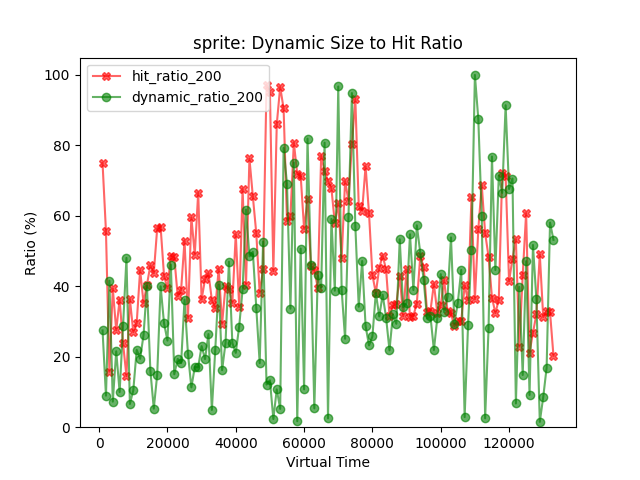 sprite: Dynamic Size to Hit Ratio
hit_ratio_200
dynamic_ratio_200
Ratio (%)
100
80
60
40
20
0
0 20000 40000 60000 80000 100000 120000
Virtual Time